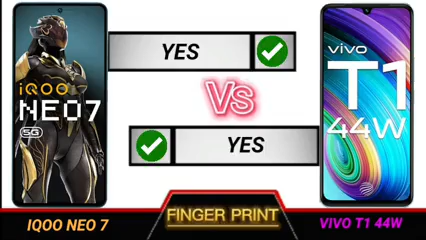 YES
iQOO
NEO7
5G
Vs
vivo
T1
44W
YES
FINGER PRINT
IQOO NEO 7
VIVO T1 44W